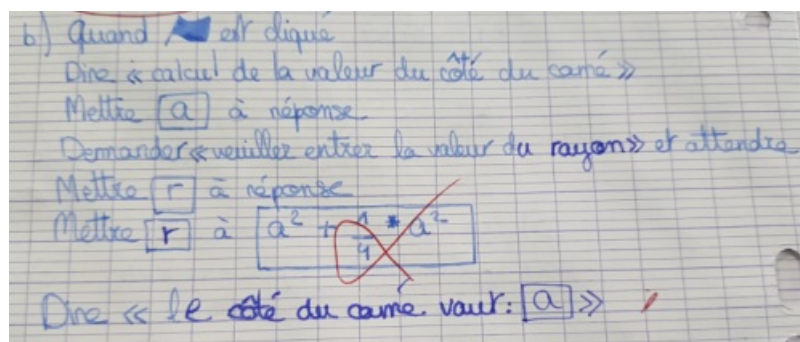 b) Quand est cliqué
Dire « calcul de la valeur du côté du carré »
Mettre a à réponse
Demander « veuillez entrer la valeur du rayon » et attendre
Mettre r à réponse
Mettre r à a² + 1/4 * a²
Dire « le côté du carré vaut : a »